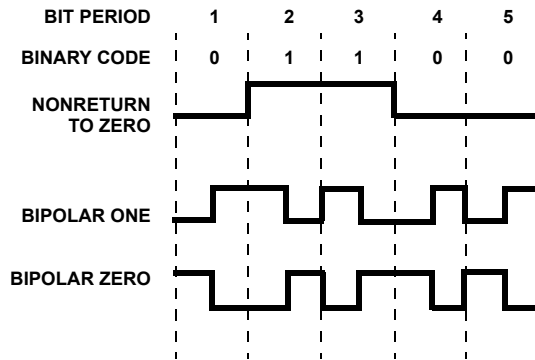 BIT PERIOD 1 2 3 4 5
BINARY CODE 0 1 1 0 0
NONRETURN
TO ZERO
BIPOLAR ONE
BIPOLAR ZERO